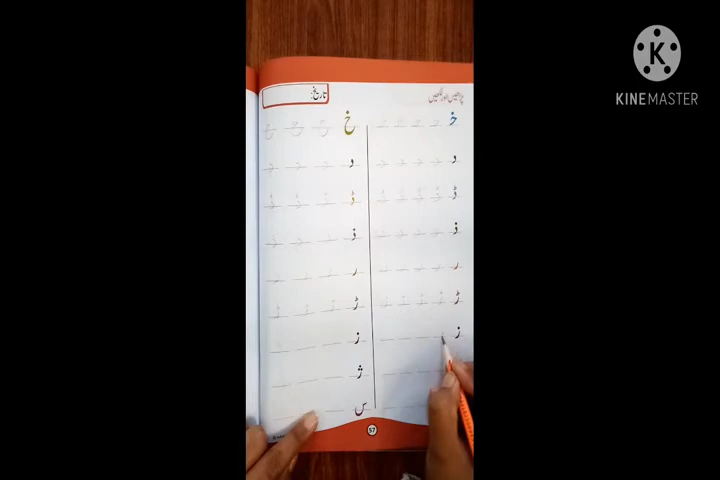 KINEMASTER
پڑھیں اور لکھیں
تاریخ:
خ
د
ڈ
ذ
ر
ڑ
ز
خ
د
ڈ
ذ
ر
ڑ
ز
ژ
س
57